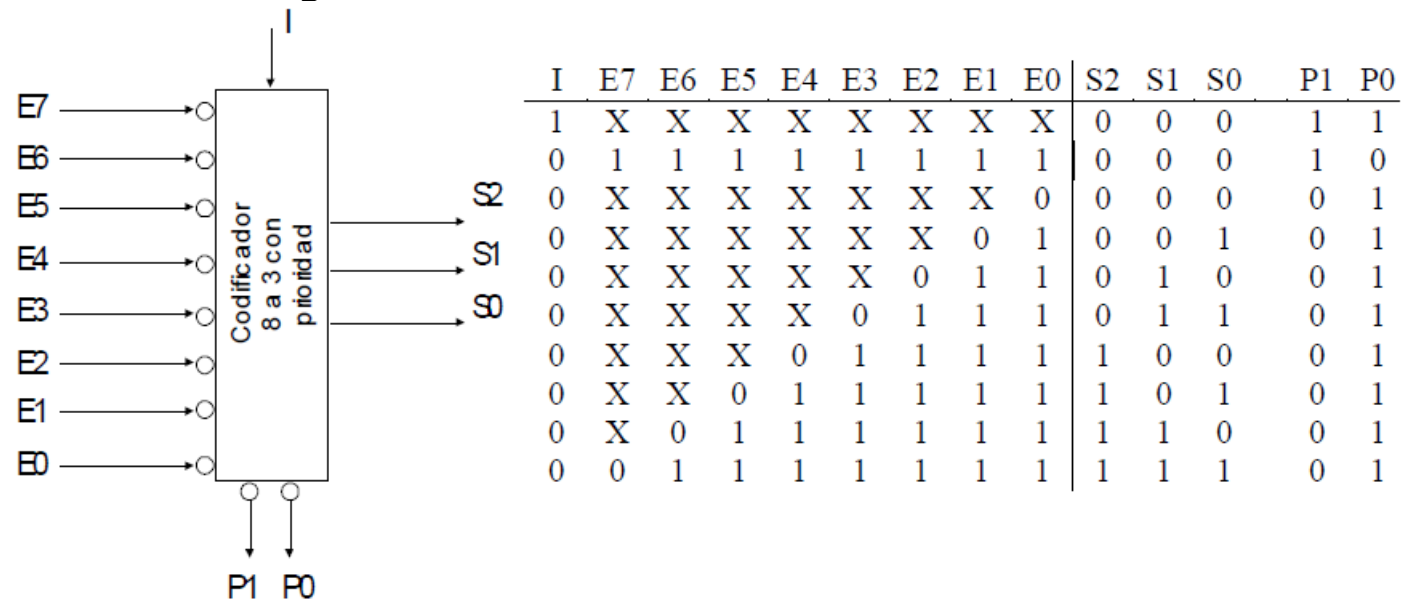 I
E7
E6
E5
E4
E3
E2
E1
E0
Codificador
8 a 3 con
prioridad
S2
S1
S0
P1 P0
I E7 E6 E5 E4 E3 E2 E1 E0 S2 S1 S0 P1 P0
1 X X X X X X X X 0 0 0 1 1
0 1 1 1 1 1 1 1 1 0 0 0 1 0
0 X X X X X X X 0 0 0 0 0 1
0 X X X X X X 0 1 0 0 1 0 1
0 X X X X X 0 1 1 0 1 0 0 1
0 X X X X 0 1 1 1 0 1 1 0 1
0 X X X 0 1 1 1 1 1 0 0 0 1
0 X X 0 1 1 1 1 1 1 0 1 0 1
0 X 0 1 1 1 1 1 1 1 1 0 0 1
0 0 1 1 1 1 1 1 1 1 1 1 0 1